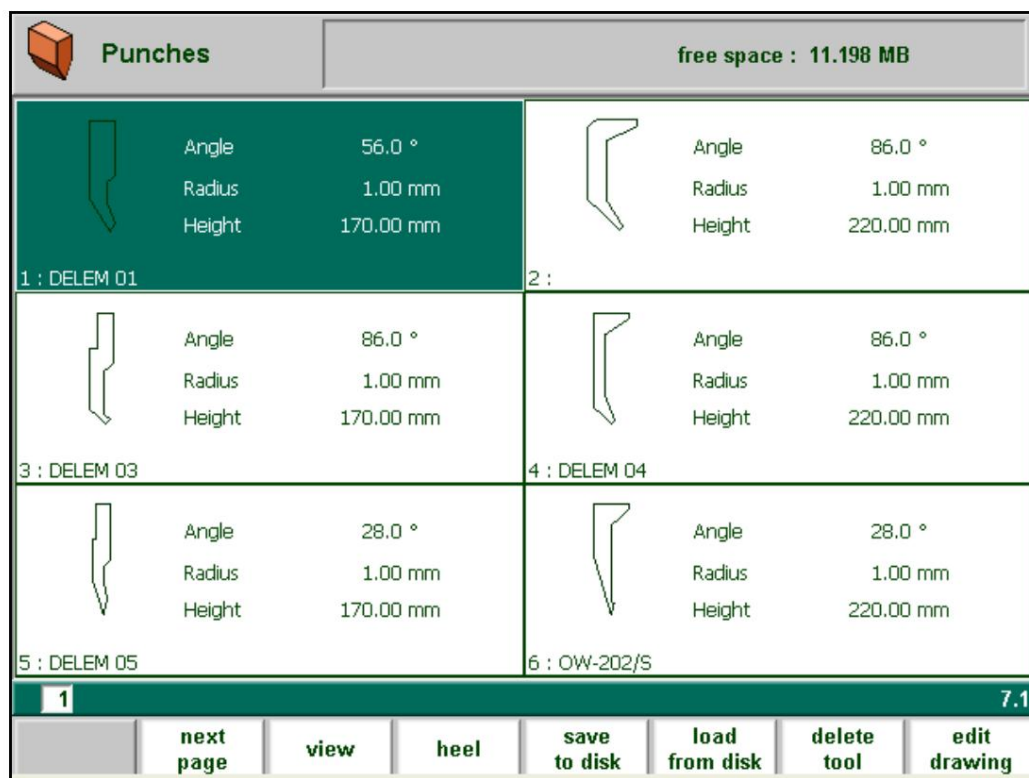 Punches
free space : 11.198 MB
Angle 56.0 °
Radius 1.00 mm
Height 170.00 mm
1 : DELEM 01
Angle 86.0 °
Radius 1.00 mm
Height 220.00 mm
2 :
Angle 86.0 °
Radius 1.00 mm
Height 170.00 mm
3 : DELEM 03
Angle 86.0 °
Radius 1.00 mm
Height 220.00 mm
4 : DELEM 04
Angle 28.0 °
Radius 1.00 mm
Height 170.00 mm
5 : DELEM 05
Angle 28.0 °
Radius 1.00 mm
Height 220.00 mm
6 : OW-202/S
1
7.1
next
page
view
heel
save
to disk
load
from disk
delete
tool
edit
drawing